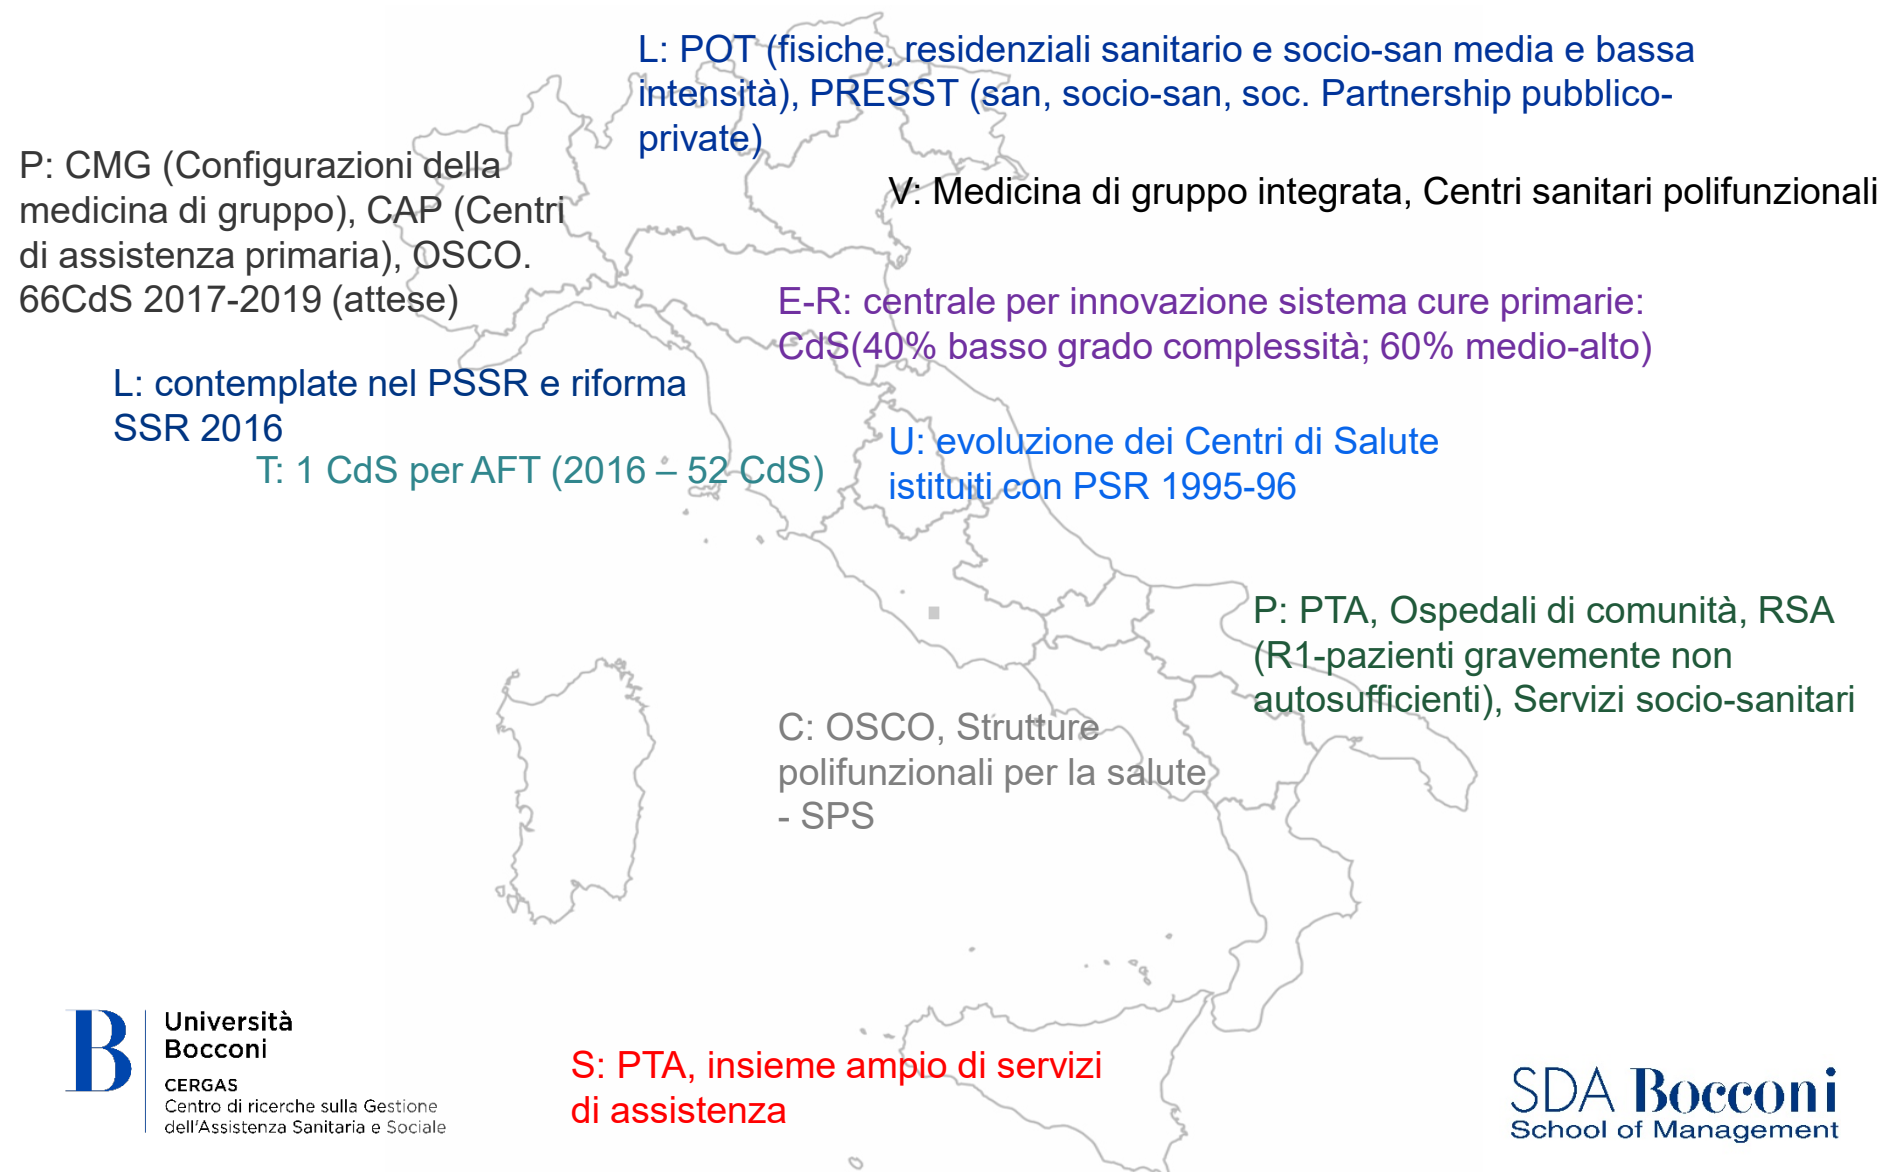 L: POT (fisiche, residenziali sanitario e socio-san media e bassa
intensità), PRESST (san, socio-san, soc. Partnership pubblico-
private)
P: CMG (Configurazioni della
medicina di gruppo), CAP (Centri
di assistenza primaria), OSCO.
66CdS 2017-2019 (attese)
V: Medicina di gruppo integrata, Centri sanitari polifunzionali
E-R: centrale per innovazione sistema cure primarie:
CdS(40% basso grado complessità; 60% medio-alto)
L: contemplate nel PSSR e riforma
SSR 2016
T: 1 CdS per AFT (2016 – 52 CdS)
U: evoluzione dei Centri di Salute
istituiti con PSR 1995-96
P: PTA, Ospedali di comunità, RSA
(R1-pazienti gravemente non
autosufficienti), Servizi socio-sanitari
C: OSCO, Strutture
polifunzionali per la salute
- SPS
S: PTA, insieme ampio di servizi
di assistenza
B
Università
Bocconi
CERGAS
Centro di ricerche sulla Gestione
dell'Assistenza Sanitaria e Sociale
SDA Bocconi
School of Management